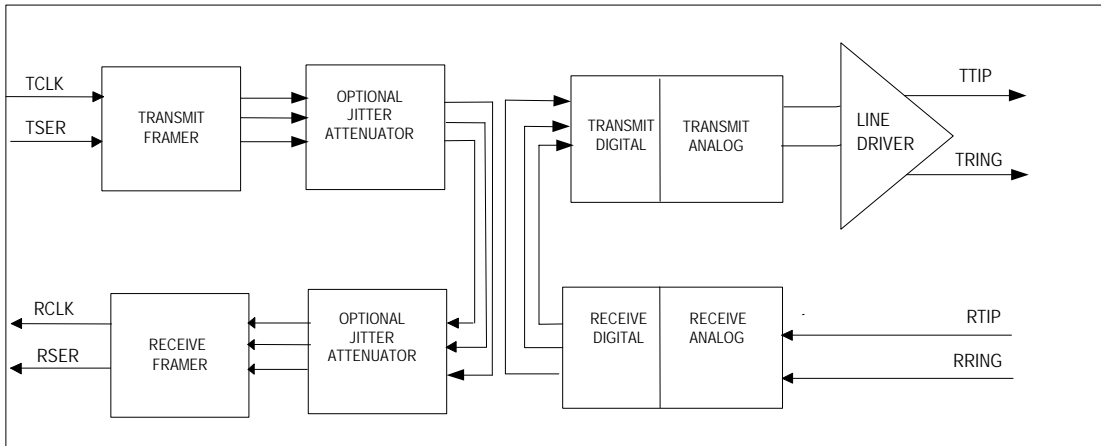 TCLK
TSER
TRANSMIT
FRAMER
OPTIONAL
JITTER
ATTENUATOR
TRANSMIT
DIGITAL
TRANSMIT
ANALOG
LINE
DRIVER
TTIP
TRING
RCLK
RSER
RECEIVE
FRAMER
OPTIONAL
JITTER
ATTENUATOR
RECEIVE
DIGITAL
RECEIVE
ANALOG
RTIP
RRING